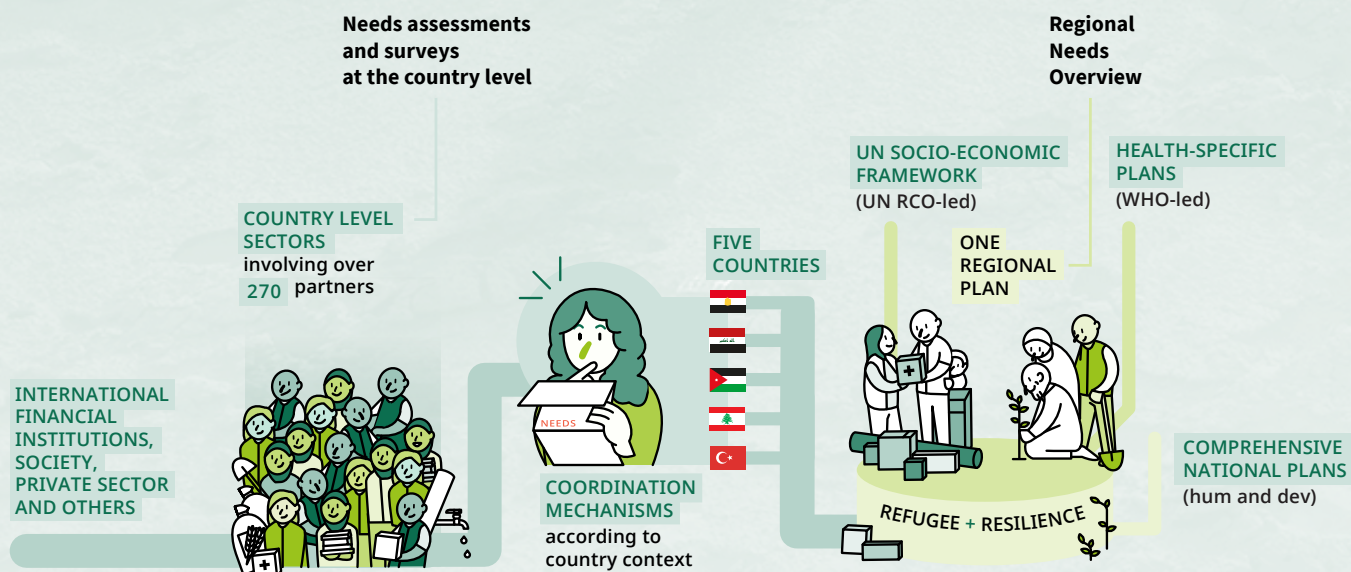 Needs assessments
and surveys
at the country level
Regional
Needs
Overview
COUNTRY LEVEL
SECTORS
involving over
270 partners
INTERNATIONAL
FINANCIAL
INSTITUTIONS,
SOCIETY,
PRIVATE SECTOR
AND OTHERS
NEEDS
COORDINATION
MECHANISMS
according to
country context
FIVE
COUNTRIES
UN SOCIO-ECONOMIC
FRAMEWORK
(UN RCO-led)
ONE
REGIONAL
PLAN
HEALTH-SPECIFIC
PLANS
(WHO-led)
REFUGEE + RESILIENCE
COMPREHENSIVE
NATIONAL PLANS
(hum and dev)